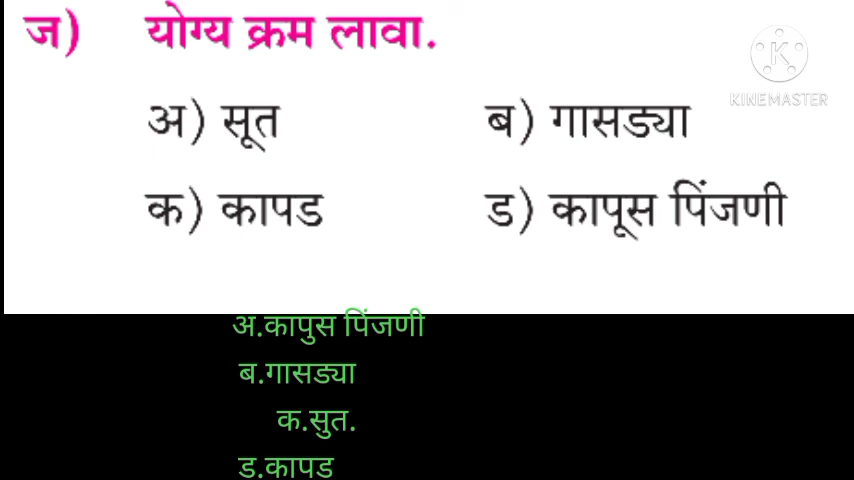 ज) योग्य क्रम लावा.
KINEMASTER
अ) सूत ब) गासड्या
क) कापड ड) कापूस पिंजणी
अ.कापुस पिंजणी
ब.गासड्या
क.सुत.
ड.कापड